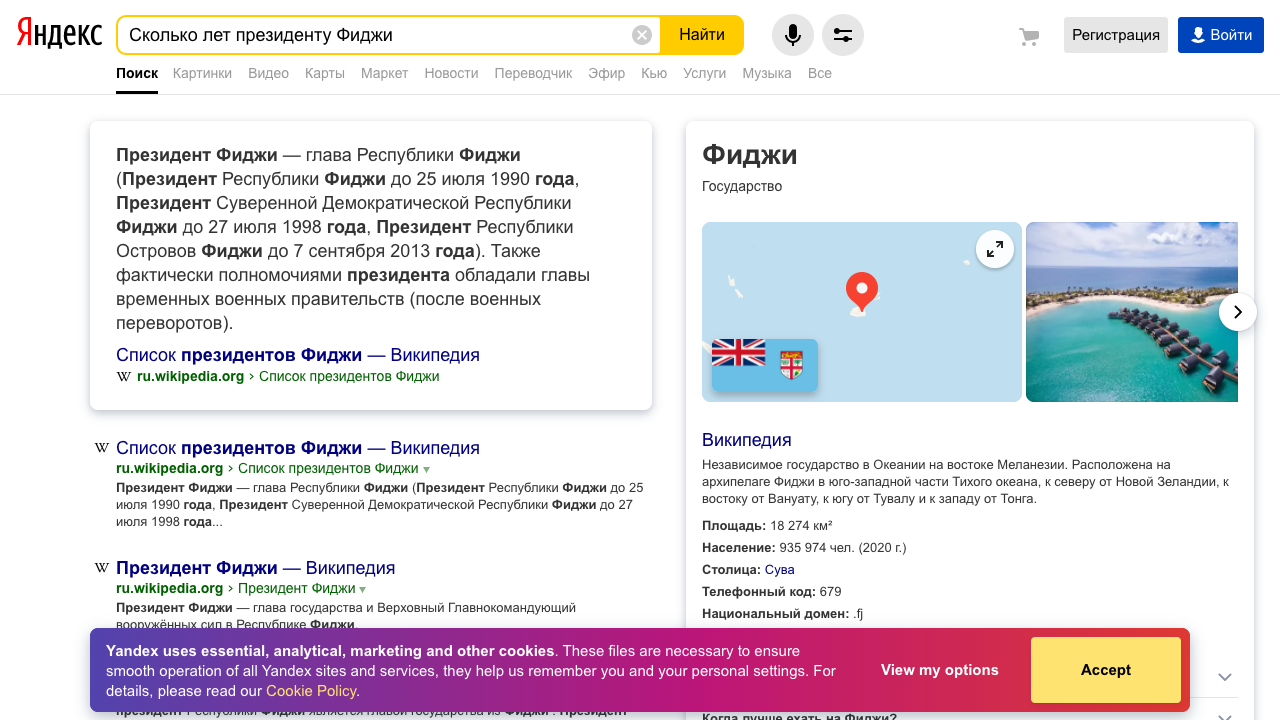 Яндекс
Сколько лет президенту Фиджи
Найти
Регистрация
Войти
Поиск Картинки Видео Карты Маркет Новости Переводчик Эфир Кью Услуги Музыка Все
Президент Фиджи — глава Республики Фиджи
(Президент Республики Фиджи до 25 июля 1990 года,
Президент Суверенной Демократической Республики
Фиджи до 27 июля 1998 года, Президент Республики
Островов Фиджи до 7 сентября 2013 года). Также
фактически полномочиями президента обладали главы
временных военных правительств (после военных
переворотов).
Список президентов Фиджи — Википедия
W ru.wikipedia.org › Список президентов Фиджи
W Список президентов Фиджи — Википедия
ru.wikipedia.org › Список президентов Фиджи
Президент Фиджи — глава Республики Фиджи (Президент Республики Фиджи до 25
июля 1990 года, Президент Суверенной Демократической Республики Фиджи до 27
июля 1998 года...
W Президент Фиджи — Википедия
ru.wikipedia.org › Президент Фиджи
Президент Фиджи — глава государства и Верховный Главнокомандующий
вооружённых сил в Республике Фиджи.
Фиджи
Государство
Википедия
Независимое государство в Океании на востоке Меланезии. Расположена на
архипелаге Фиджи в юго-западной части Тихого океана, к северу от Новой Зеландии, к
востоку от Вануату, к югу от Тувалу и к западу от Тонга.
Площадь: 18 274 км²
Население: 935 974 чел. (2020 г.)
Столица: Сува
Телефонный код: 679
Национальный домен: .fj
Yandex uses essential, analytical, marketing and other cookies. These files are necessary to ensure
smooth operation of all Yandex sites and services, they help us remember you and your personal settings. For
details, please read our Cookie Policy.
View my options
Accept
президент Республики Фиджи является главой государства из Фиджи . Президент
Когда лучше ехать на Фиджи?